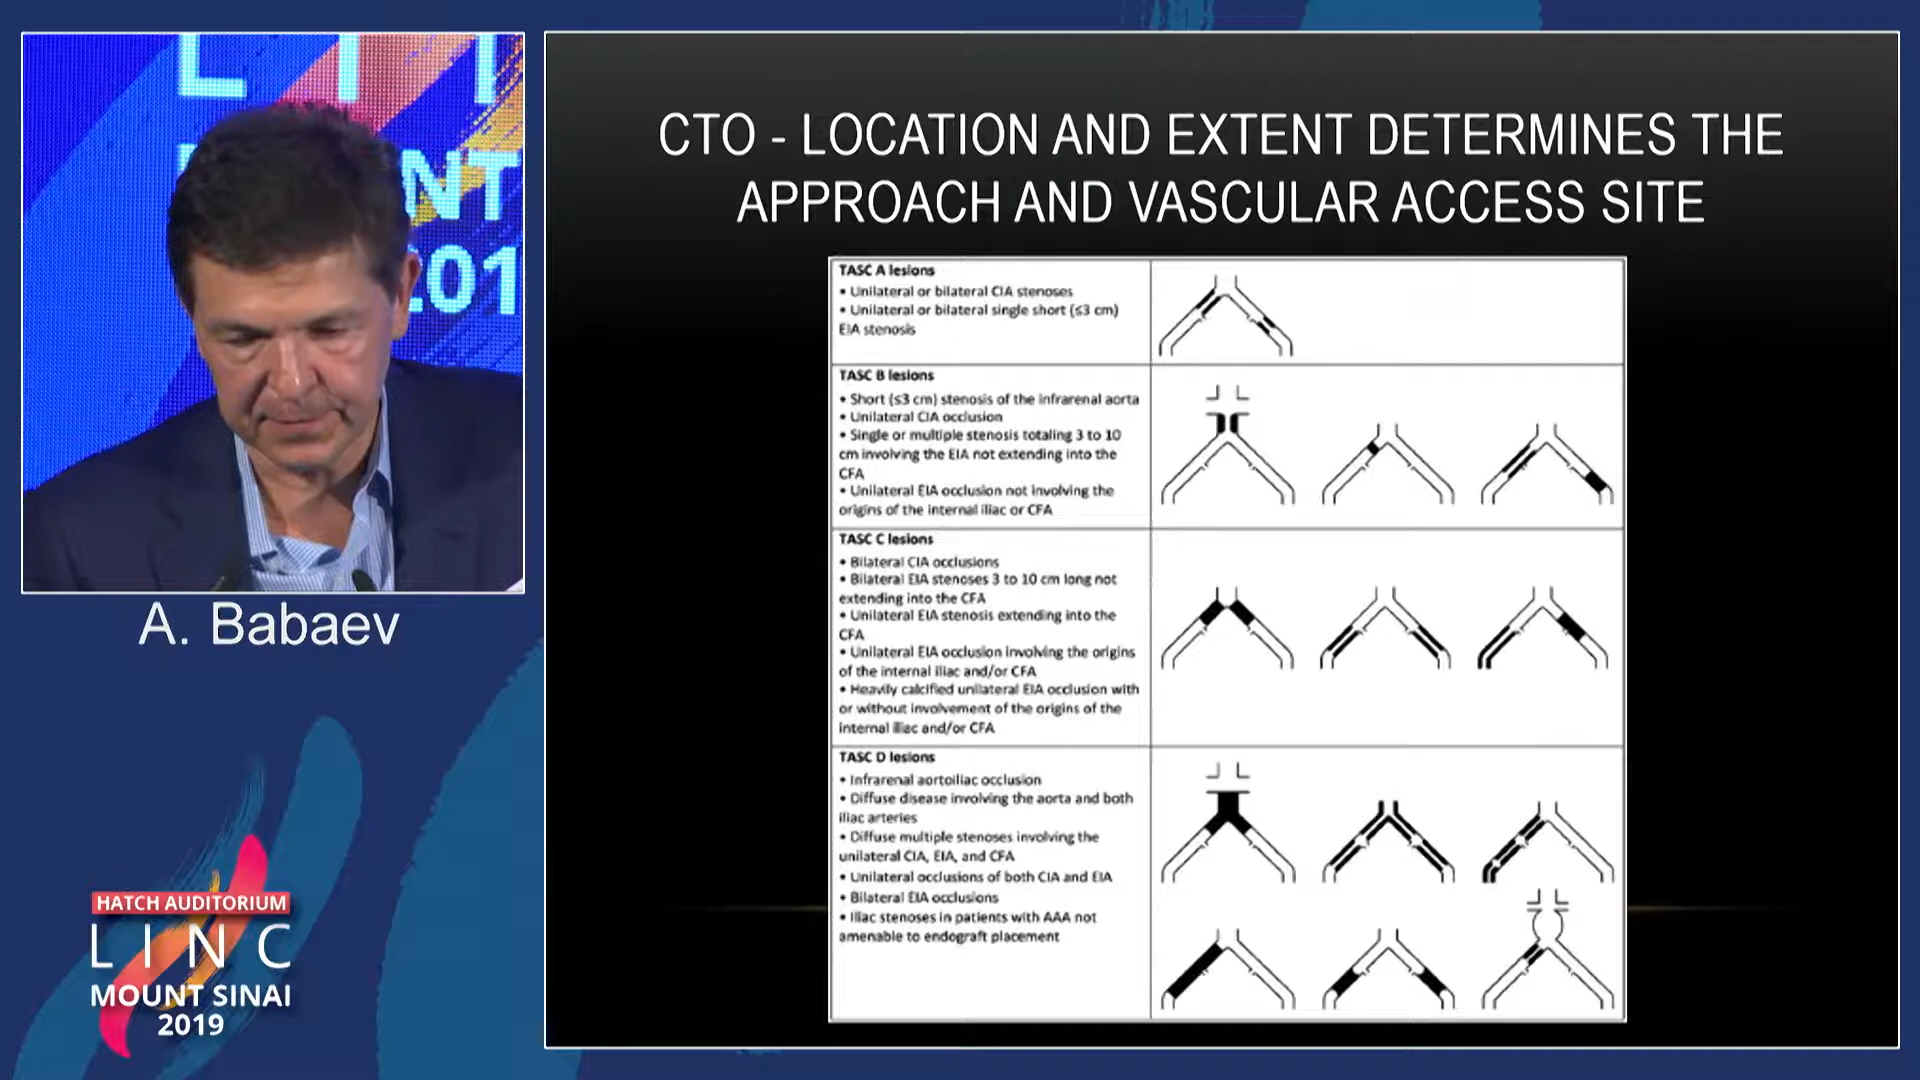 L I
NT
201
CTO - LOCATION AND EXTENT DETERMINES THE
APPROACH AND VASCULAR ACCESS SITE
TASC A lesions
• Unilateral or bilateral CIA stenoses
• Unilateral or bilateral single short (≤3 cm)
EIA stenosis
TASC B lesions
• Short (≤3 cm) stenosis of the infrarenal aorta
• Unilateral CIA occlusion
• Single or multiple stenosis totaling 3 to 10
cm involving the EIA not extending into the
CFA
• Unilateral EIA occlusion not involving the
origins of the internal iliac or CFA
TASC C lesions
• Bilateral CIA occlusions
• Bilateral EIA stenoses 3 to 10 cm long not
extending into the CFA
• Unilateral EIA stenosis extending into the
CFA
• Unilateral EIA occlusion involving the origins
of the internal iliac and/or CFA
• Heavily calcified unilateral EIA occlusion with
or without involvement of the origins of the
internal iliac and/or CFA
TASC D lesions
• Infrarenal aortoiliac occlusion
• Diffuse disease involving the aorta and both
iliac arteries
• Diffuse multiple stenoses involving the
unilateral CIA, EIA, and CFA
• Unilateral occlusions of both CIA and EIA
• Bilateral EIA occlusions
• Iliac stenoses in patients with AAA not
amenable to endograft placement
A. Babaev
HATCH AUDITORIUM
LINC
MOUNT SINAI
2019